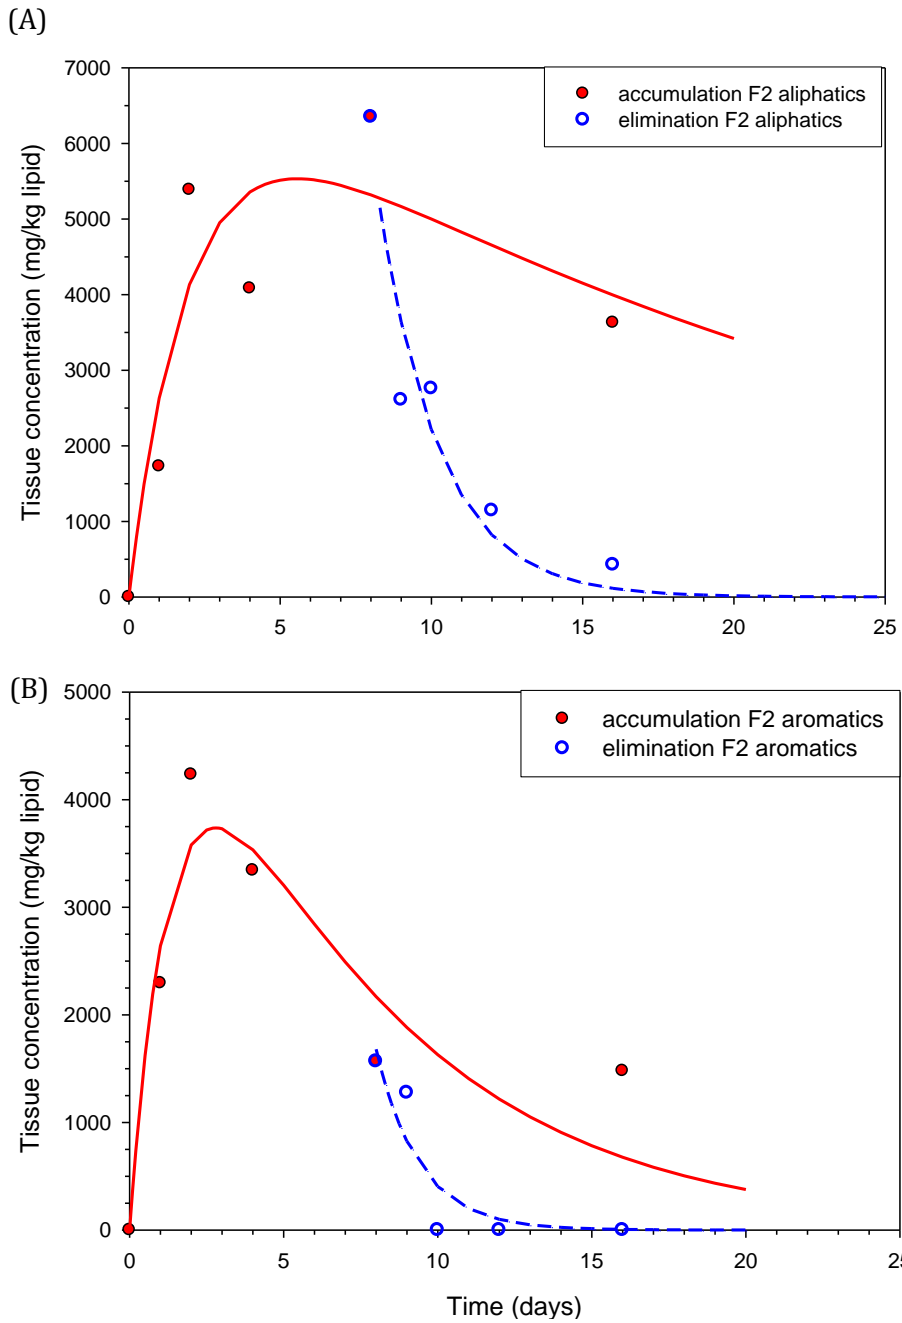 (A)
7000
6000
5000
4000
3000
2000
1000
0
Tissue concentration (mg/kg lipid)
accumulation F2 aliphatics
elimination F2 aliphatics
0 5 10 15 20 25
(B)
5000
4000
3000
2000
1000
0
Tissue concentration (mg/kg lipid)
accumulation F2 aromatics
elimination F2 aromatics
0 5 10 15 20 25
Time (days)